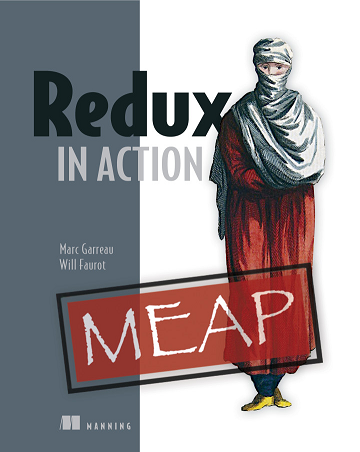 Redux
IN ACTION
Marc Garreau
Will Faurot
MEAP
MANNING